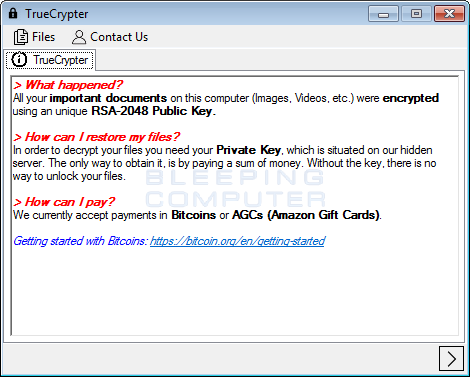 TrueCrypter
Files Contact Us
TrueCrypter
> What happened?
All your important documents on this computer (Images, Videos, etc.) were encrypted
using an unique RSA-2048 Public Key.
> How can I restore my files?
In order to decrypt your files you need your Private Key, which is situated on our hidden
server. The only way to obtain it, is by paying a sum of money. Without the key, there is no
way to unlock your files.
BLEEPING
COMPUTER
> How can I pay?
We currently accept payments in Bitcoins or AGCs (Amazon Gift Cards).
Getting started with Bitcoins: https://bitcoin.org/en/getting-started
>